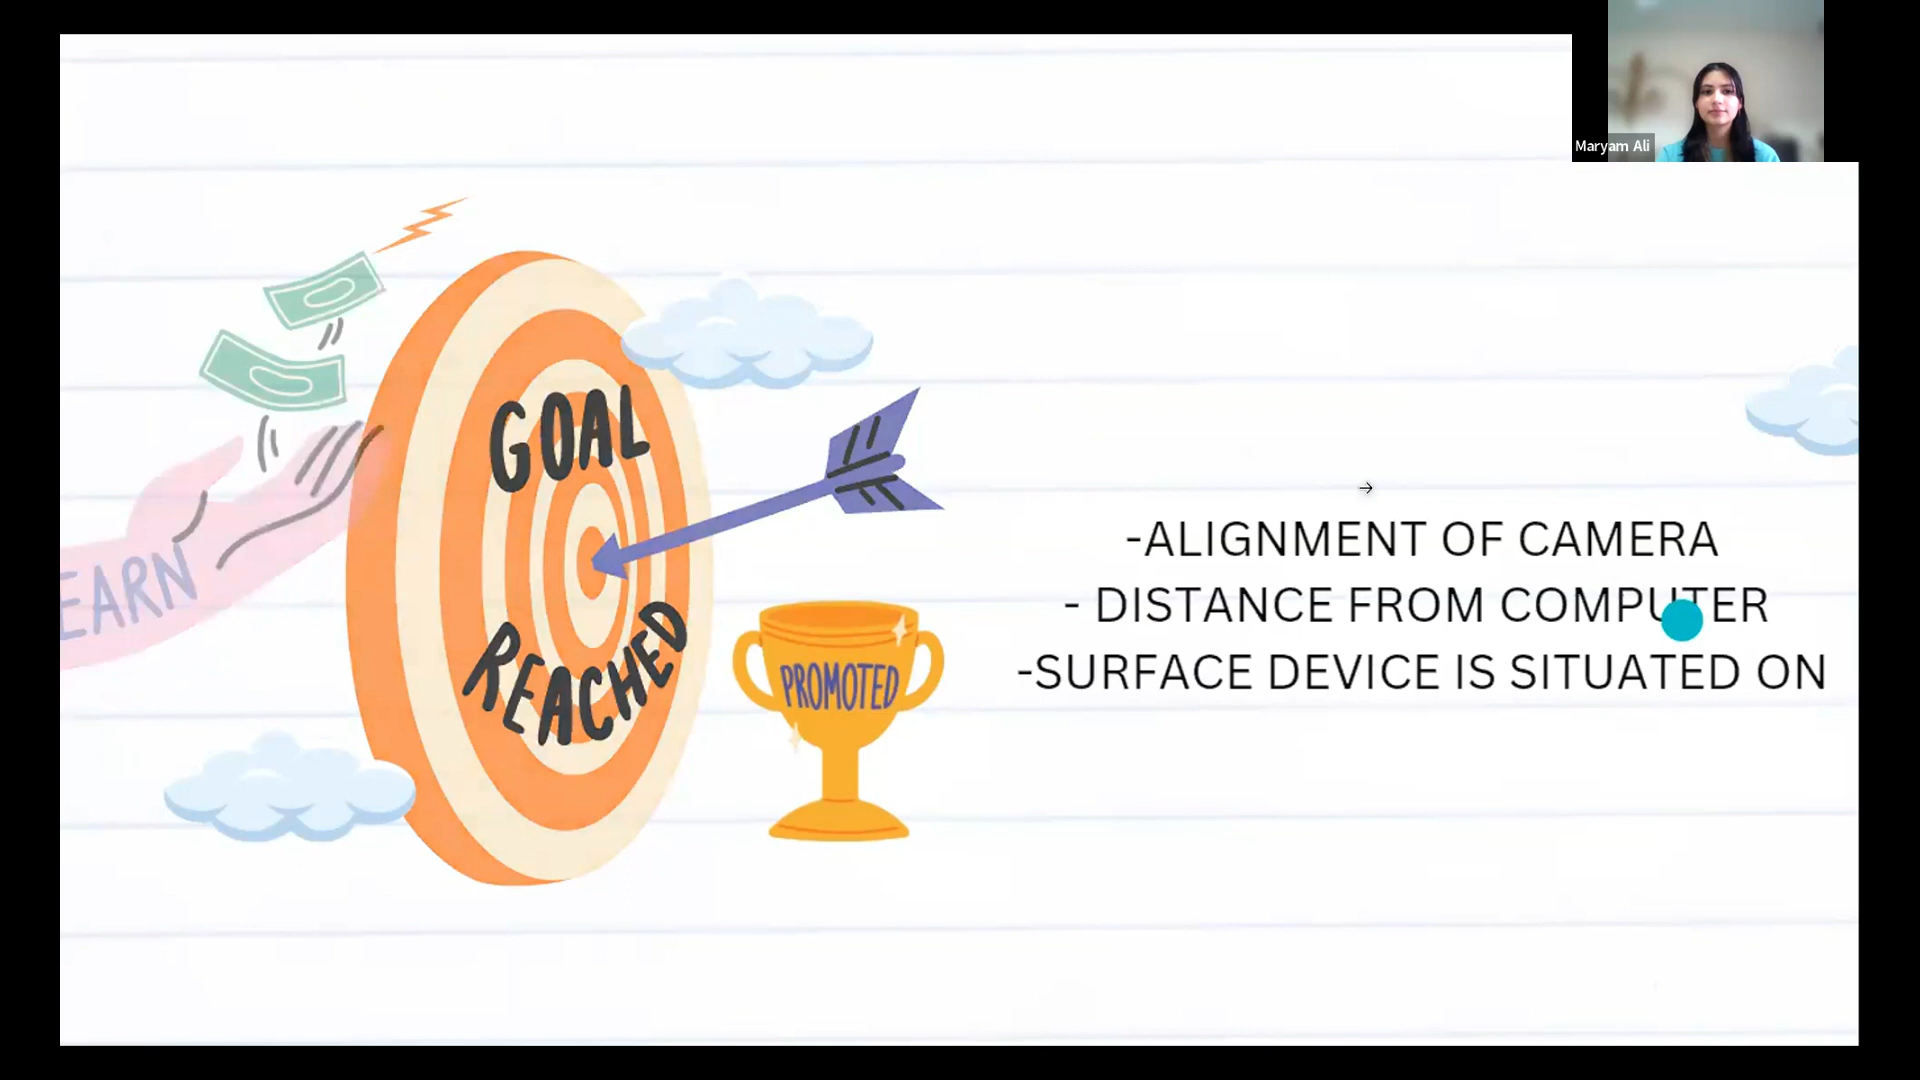 Maryam Ali
GOAL
REACHED
EARN
PROMOTED
-ALIGNMENT OF CAMERA
- DISTANCE FROM COMPUTER
-SURFACE DEVICE IS SITUATED ON